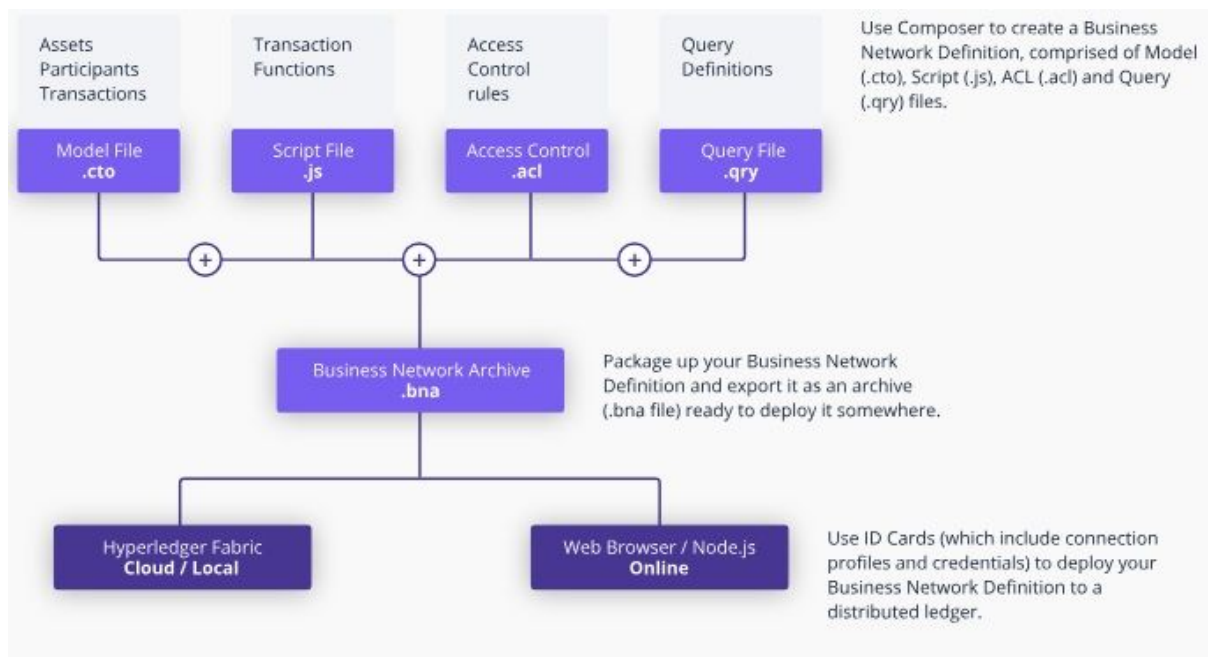 Assets
Participants
Transactions
Transaction
Functions
Access
Control
rules
Query
Definitions
Use Composer to create a Business
Network Definition, comprised of Model
(.cto), Script (.js), ACL (.acl) and Query
(.qry) files.
Model File
.cto
Script File
.js
Access Control
.acl
Query File
.qry
+
+
+
Business Network Archive
.bna
Package up your Business Network
Definition and export it as an archive
(.bna file) ready to deploy it somewhere.
Hyperledger Fabric
Cloud / Local
Web Browser / Node.js
Online
Use ID Cards (which include connection
profiles and credentials) to deploy your
Business Network Definition to a
distributed ledger.